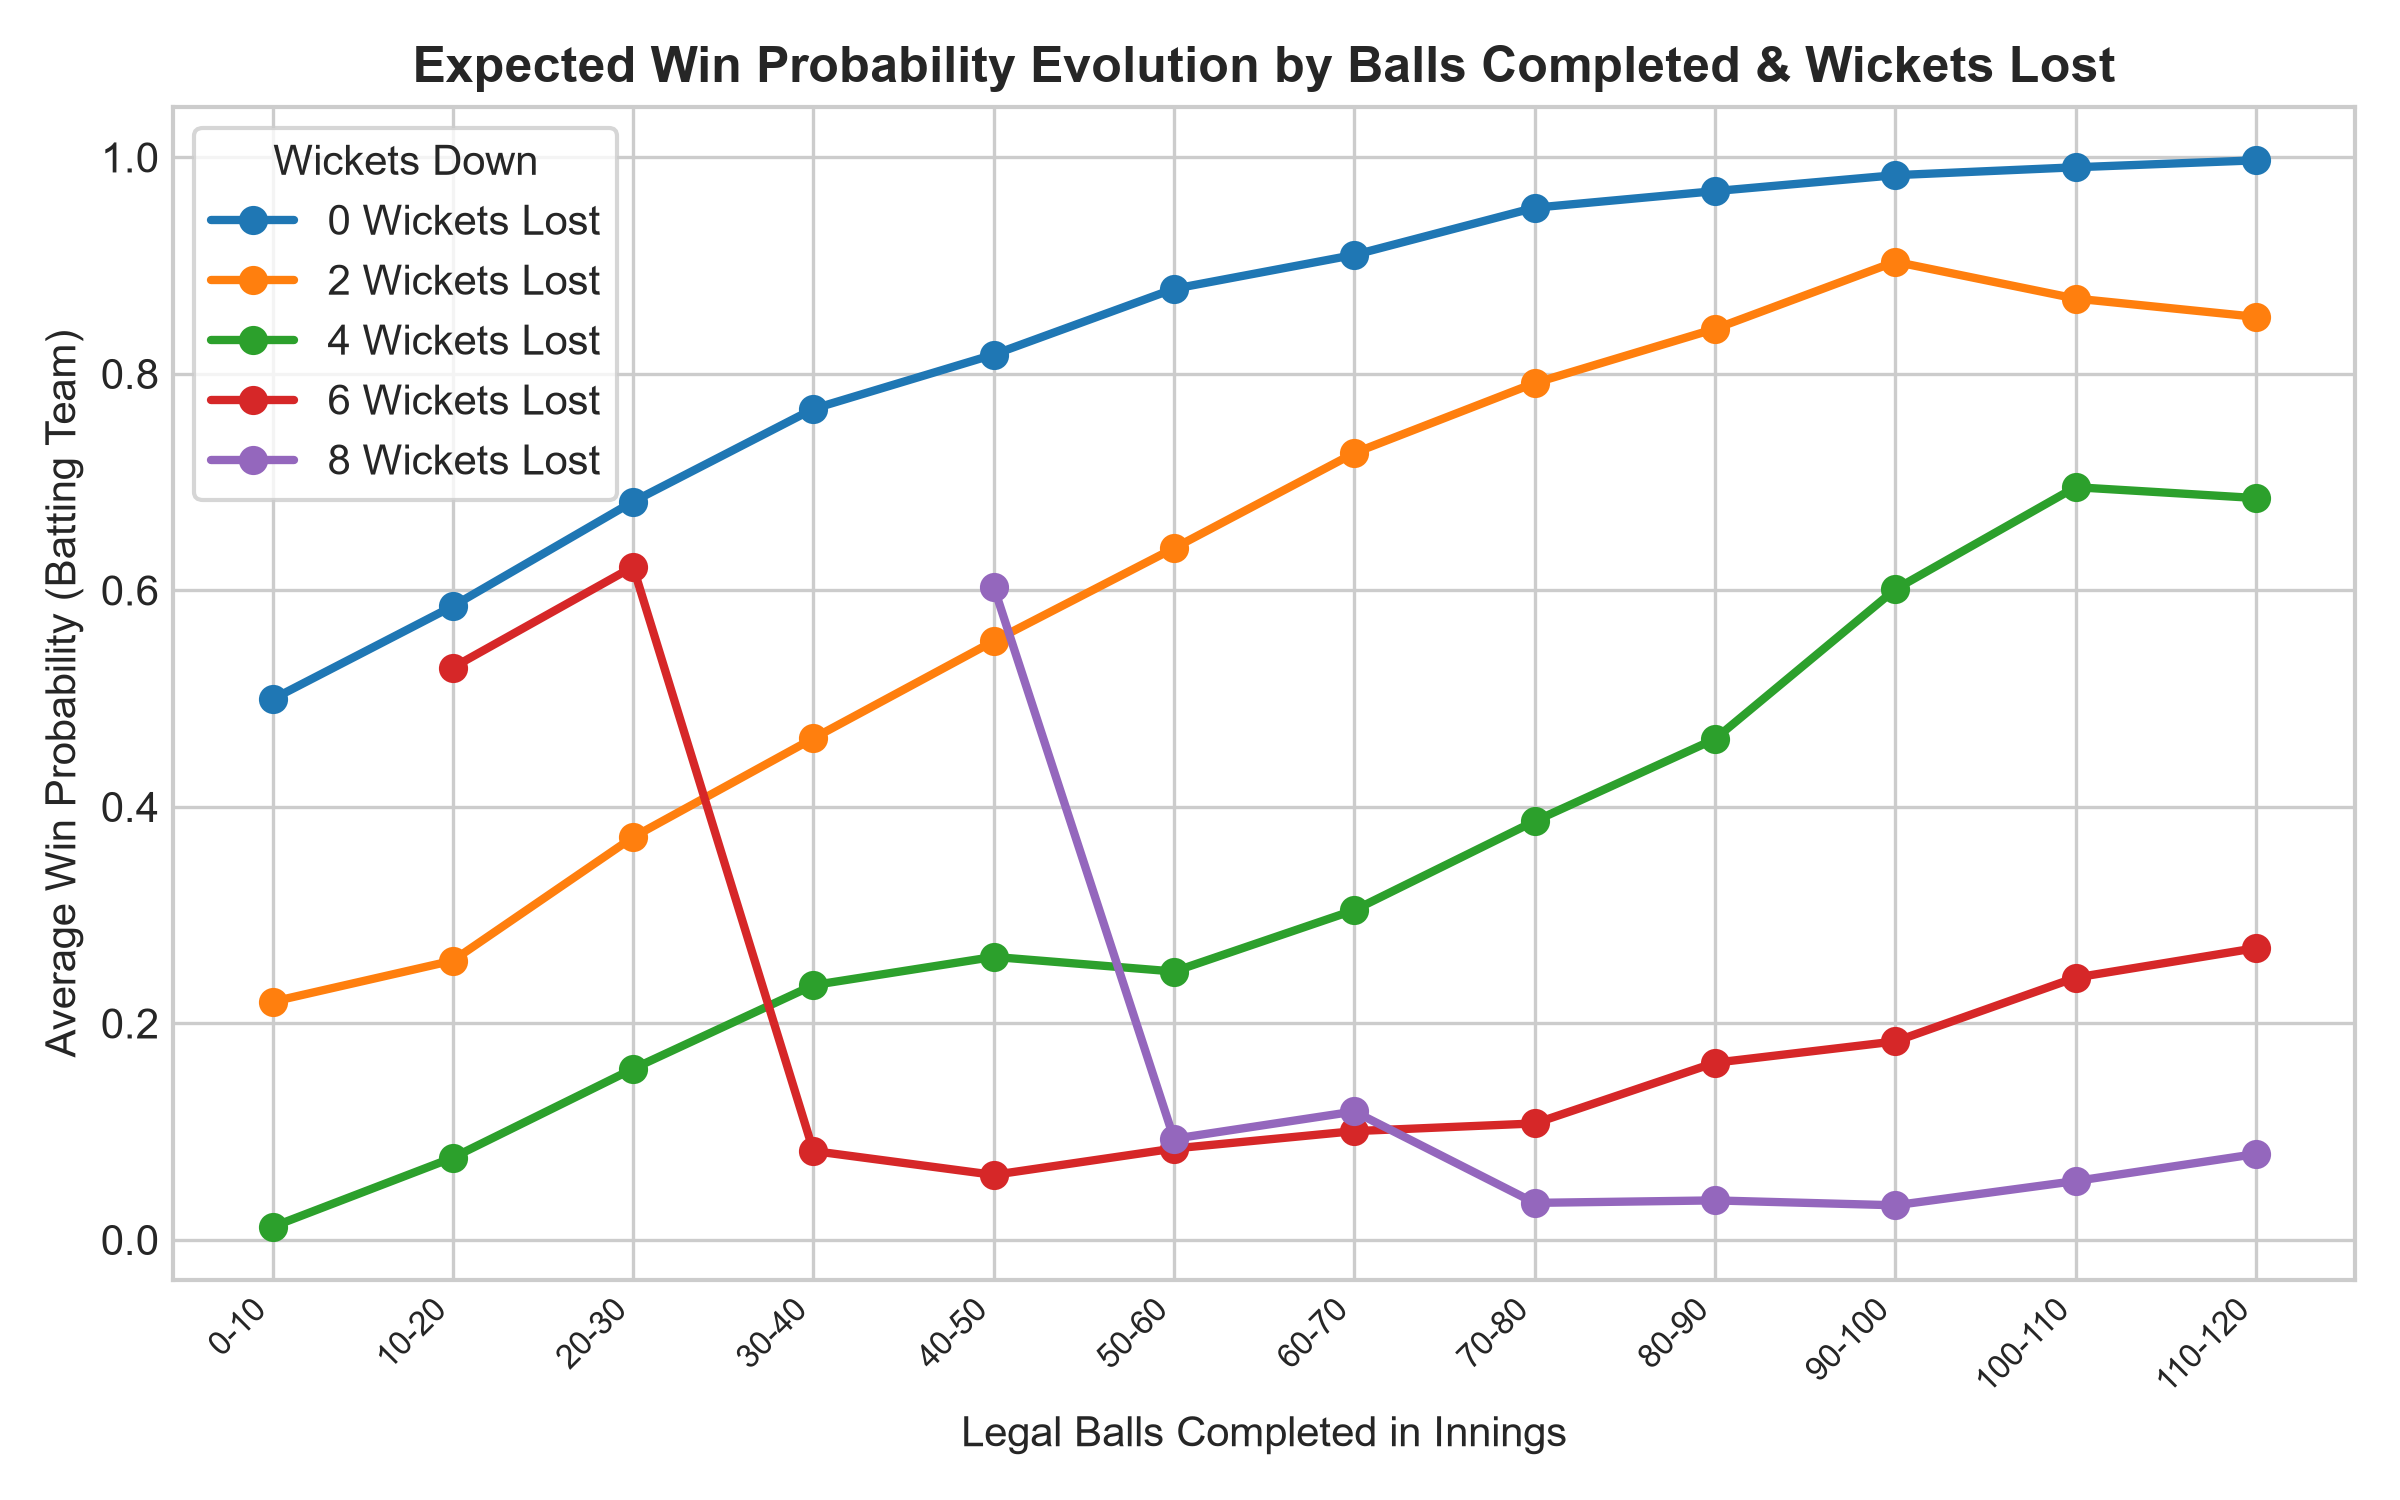 Expected Win Probability Evolution by Balls Completed & Wickets Lost
Average Win Probability (Batting Team)
1.0
0.8
0.6
0.4
0.2
0.0
Wickets Down
0 Wickets Lost
2 Wickets Lost
4 Wickets Lost
6 Wickets Lost
8 Wickets Lost
0-10
10-20
20-30
30-40
40-50
50-60
60-70
70-80
80-90
90-100
100-110
110-120
Legal Balls Completed in Innings